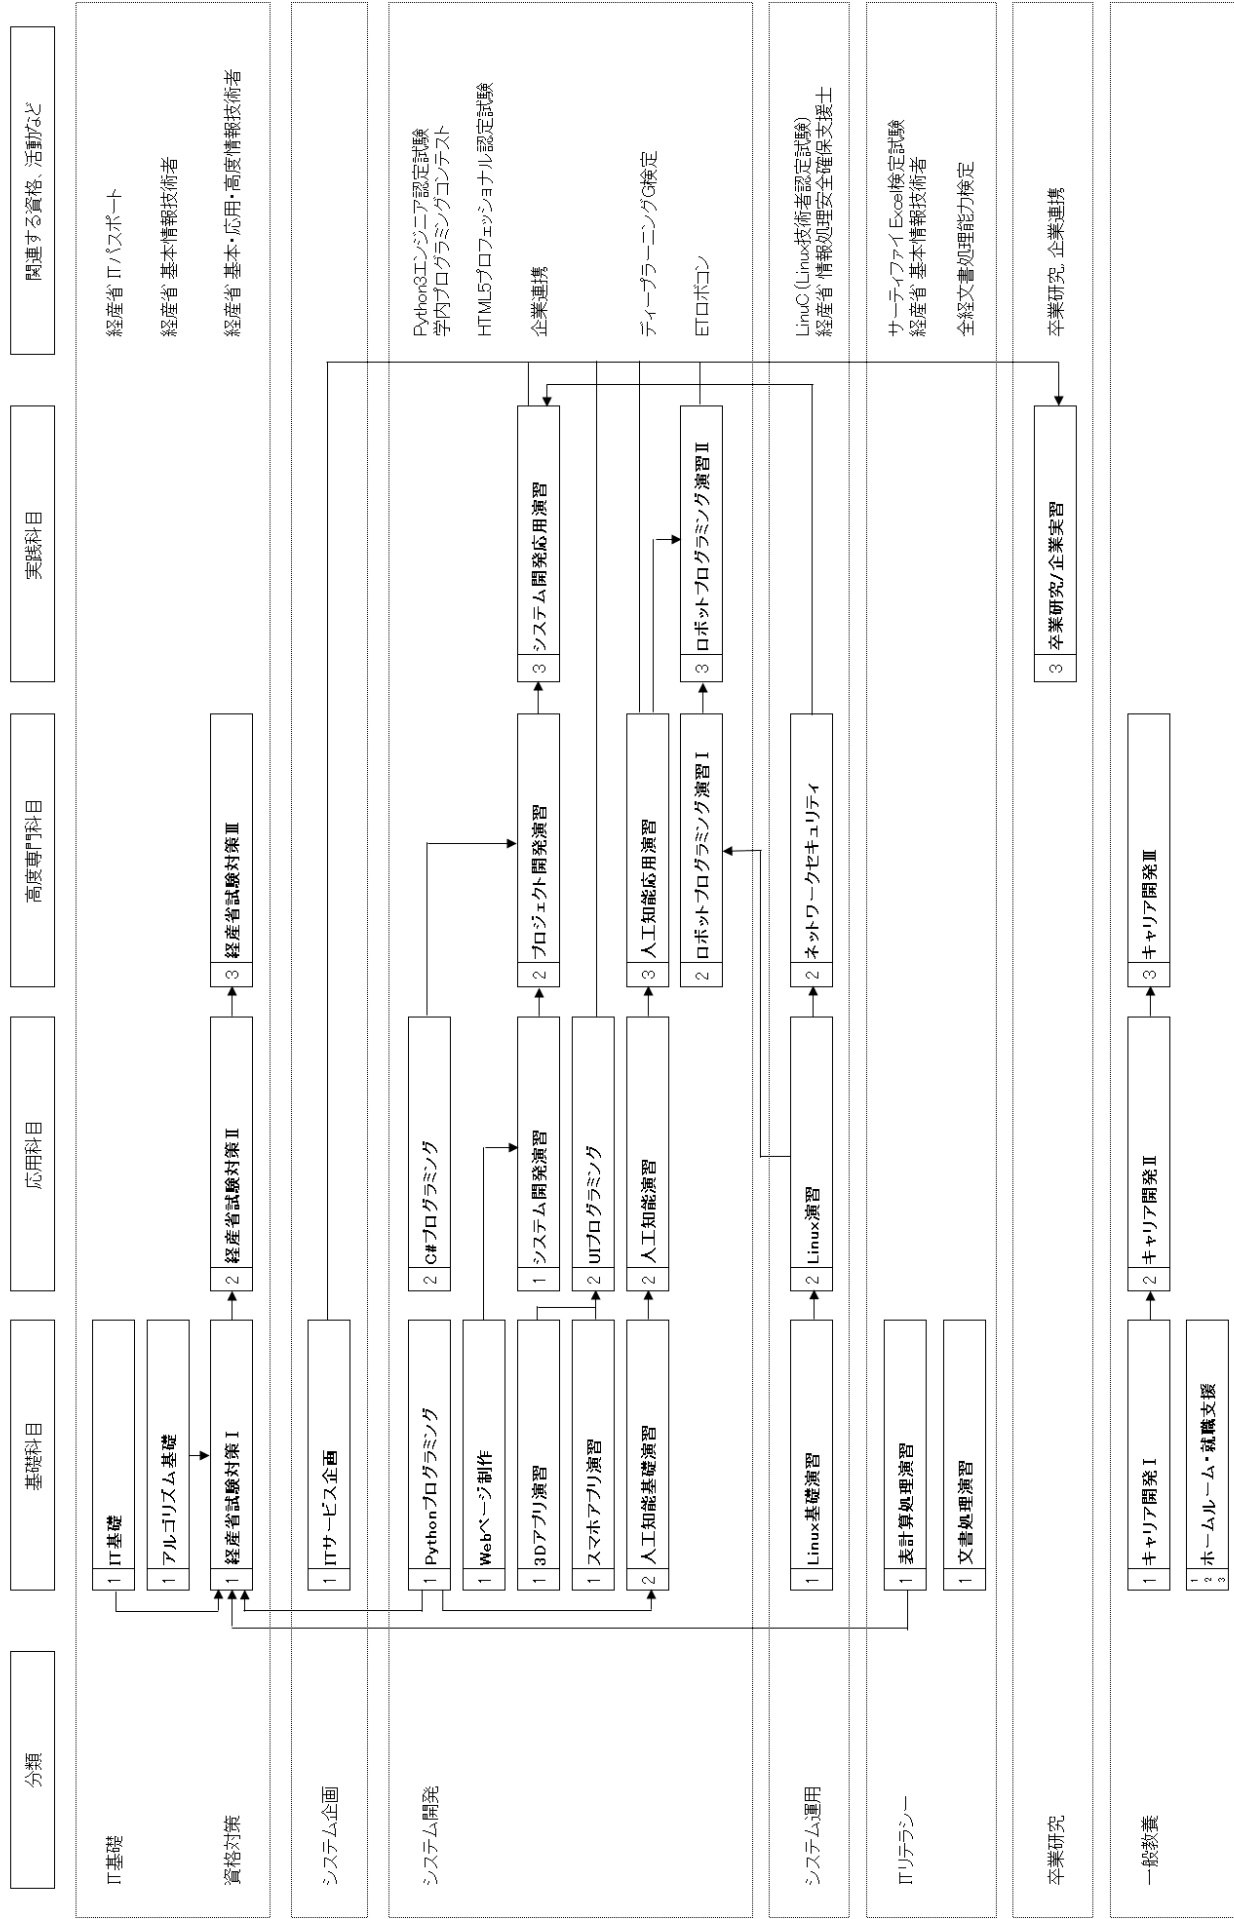 分類
基礎科目
応用科目
高度専門科目
実践科目
関連する資格、活動など
IT基礎
1 IT基礎
経産省 ITパスポート
1 アルゴリズム基礎
経産省 基本情報技術者
資格対策
1 経産省試験対策Ⅰ
2 経産省試験対策Ⅱ
3 経産省試験対策Ⅲ
経産省 基本・応用・高度情報技術者
システム企画
1 ITサービス企画
システム開発
1 Pythonプログラミング
2 C#プログラミング
Python3エンジニア認定試験
学内プログラミングコンテスト
1 Webページ制作
HTML5プロフェッショナル認定試験
1 3Dアプリ演習
1 システム開発演習
2 プロジェクト開発演習
3 システム開発応用演習
企業連携
1 スマホアプリ演習
2 UIプログラミング
2 人工知能基礎演習
2 人工知能演習
3 人工知能応用演習
ディープラーニングG検定
2 ロボットプログラミング演習Ⅰ
3 ロボットプログラミング演習Ⅱ
ETロボコン
システム運用
1 Linux基礎演習
2 Linux演習
2 ネットワークセキュリティ
LinuC (Linux技術者認定試験)
経産省 情報処理安全確保支援士
ITリテラシー
1 表計算処理演習
サーティファイ Excel検定試験
経産省 基本情報技術者
1 文書処理演習
全経文書処理能力検定
卒業研究
3 卒業研究/企業実習
卒業研究, 企業連携
一般教養
1 キャリア開発Ⅰ
2 キャリア開発Ⅱ
3 キャリア開発Ⅲ
1 2 3 ホームルーム・就職支援